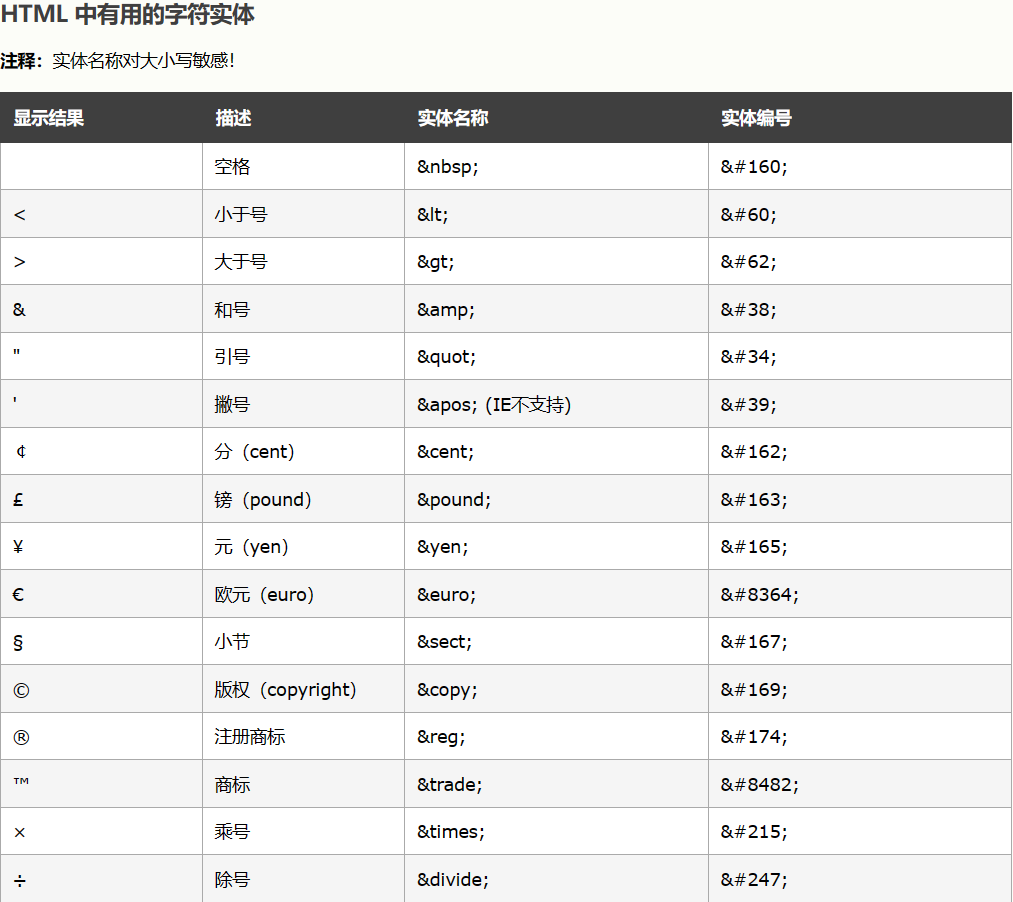 HTML 中有用的字符实体
注释：实体名称对大小写敏感！
显示结果 描述 实体名称 实体编号
空格 &nbsp; &#160;
< 小于号 &lt; &#60;
> 大于号 &gt; &#62;
& 和号 &amp; &#38;
" 引号 &quot; &#34;
' 撇号 &apos; (IE不支持) &#39;
￠ 分（cent） &cent; &#162;
£ 镑（pound） &pound; &#163;
¥ 元（yen） &yen; &#165;
€ 欧元（euro） &euro; &#8364;
§ 小节 &sect; &#167;
© 版权（copyright） &copy; &#169;
® 注册商标 &reg; &#174;
™ 商标 &trade; &#8482;
× 乘号 &times; &#215;
÷ 除号 &divide; &#247;